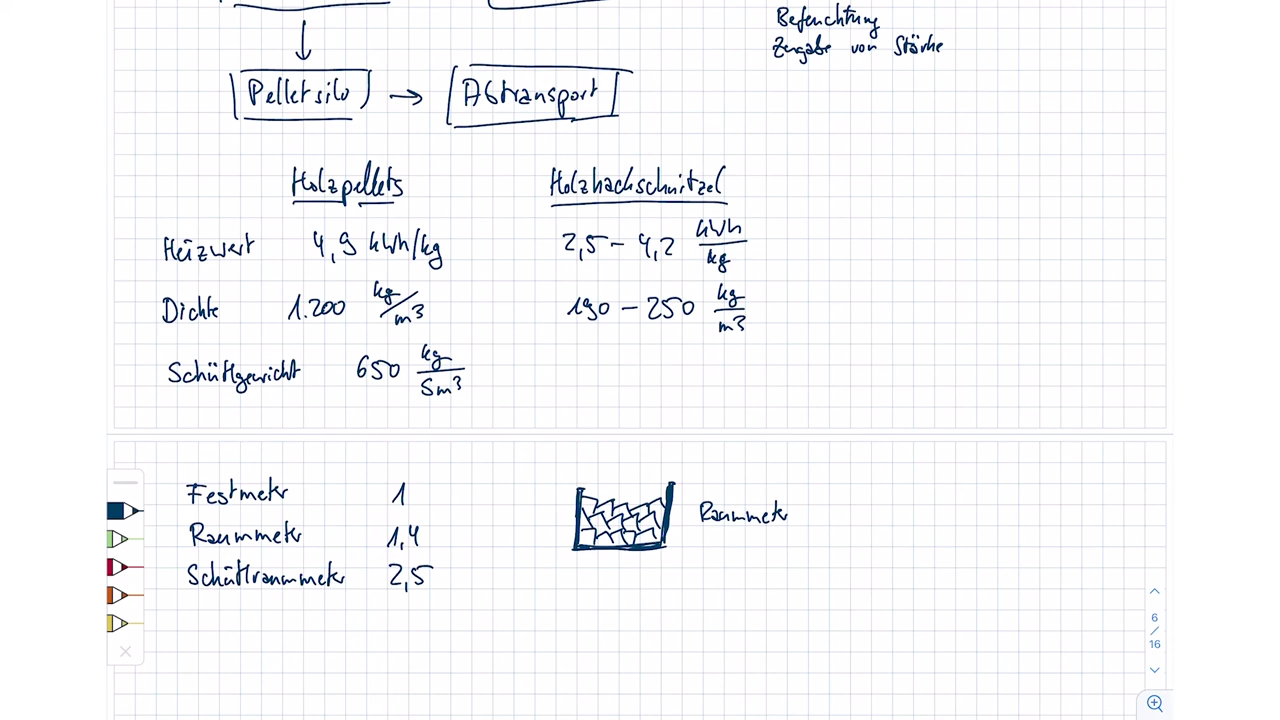 Befeuchtung
Zugabe von Stärke
Pelletsilo → Abtransport
Holzpellets Holzhackschnitzel
Heizwert 4,9 kWh/kg 2,5 – 4,2 kWh/kg
Dichte 1.200 kg/m³ 190 – 250 kg/m³
Schüttgewicht 650 kg/Sm³
Festmeter 1
Raummeter 1,4
Schüttraummeter 2,5
Raummeter
6
/
16